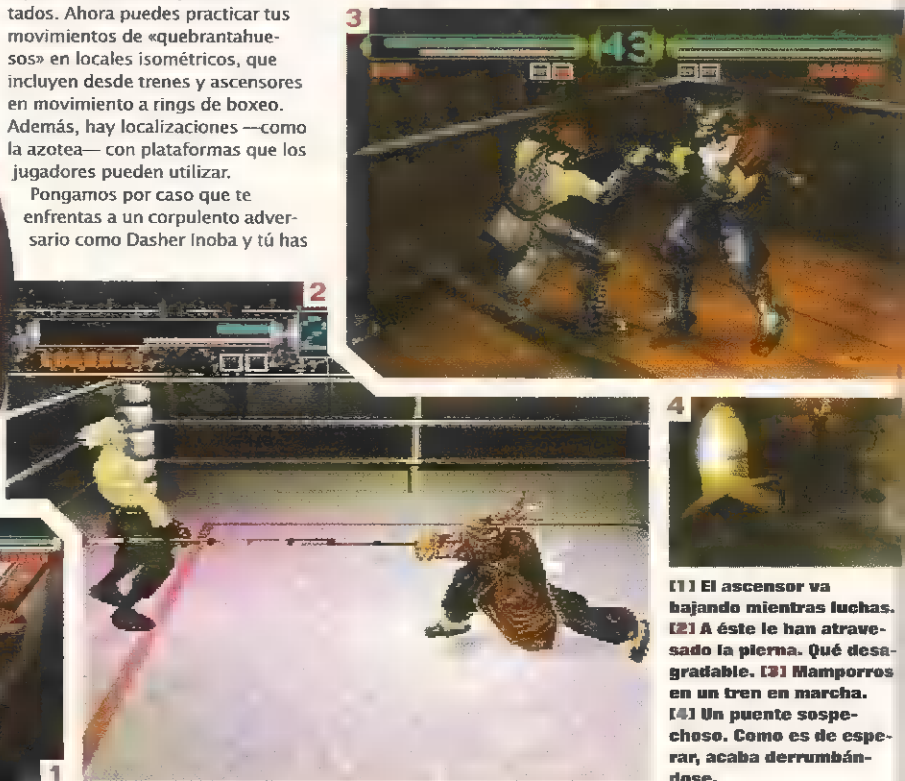 tados. Ahora puedes practicar tus
movimientos de «quebrantahue-
sos» en locales isométricos, que
incluyen desde trenes y ascensores
en movimiento a rings de boxeo.
Además, hay localizaciones —como
la azotea— con plataformas que los
jugadores pueden utilizar.
Pongamos por caso que te
enfrentas a un corpulento adver-
sario como Dasher Inoba y tú has
3
43
2
4
[1] El ascensor va
bajando mientras luchas.
[2] A éste le han atrave-
sado la pierna. Qué desa-
gradable. [3] Mamporros
en un tren en marcha.
[4] Un puente sospe-
choso. Como es de espe-
rar, acaba derrumbán-
dose.
1